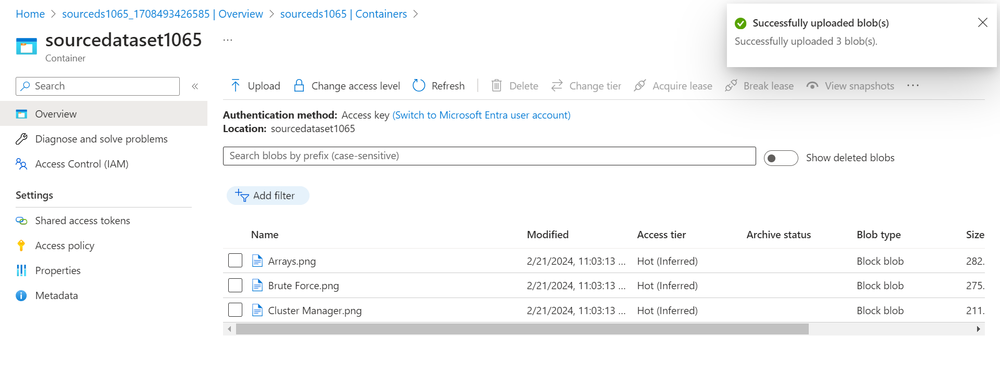 Home > sourceds1065_1708493426585 | Overview > sourceds1065 | Containers >
sourcedataset1065 ...
Container
Successfully uploaded blob(s)
Successfully uploaded 3 blob(s).
Search «
Overview
Diagnose and solve problems
Access Control (IAM)
Settings
Shared access tokens
Access policy
Properties
Metadata
Upload Change access level Refresh Delete Change tier Acquire lease Break lease View snapshots ...
Authentication method: Access key (Switch to Microsoft Entra user account)
Location: sourcedataset1065
Search blobs by prefix (case-sensitive) Show deleted blobs
Add filter
Name Modified Access tier Archive status Blob type Size
Arrays.png 2/21/2024, 11:03:13 ... Hot (Inferred) Block blob 282.
Brute Force.png 2/21/2024, 11:03:13 ... Hot (Inferred) Block blob 275.
Cluster Manager.png 2/21/2024, 11:03:13 ... Hot (Inferred) Block blob 211.